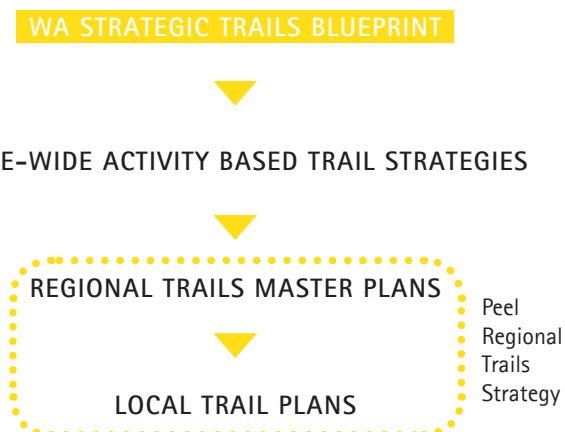 WA STRATEGIC TRAILS BLUEPRINT
E-WIDE ACTIVITY BASED TRAIL STRATEGIES
REGIONAL TRAILS MASTER PLANS
Peel
Regional
Trails
Strategy
LOCAL TRAIL PLANS